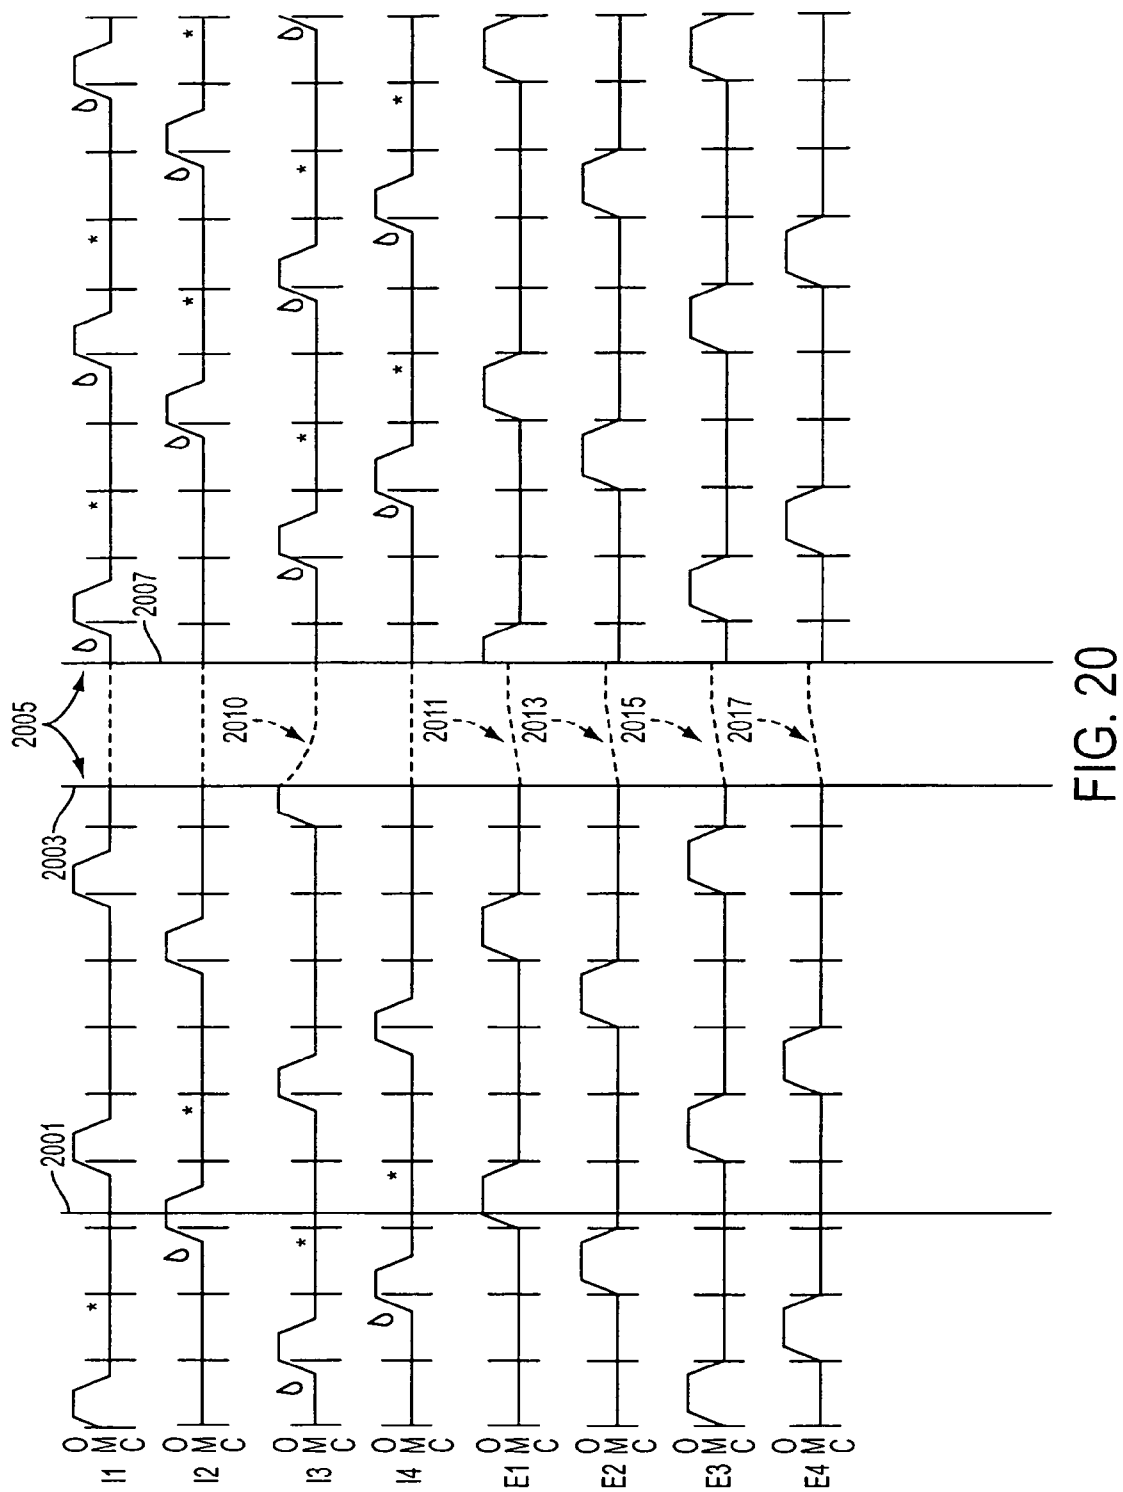 2001
2003
2005
2007
I1 O M C * * *
I2 O M C * * *
2010
I3 O M C * * *
I4 O M C * * *
2011
E1 O M C
2013
E2 O M C
2015
E3 O M C
2017
E4 O M C
FIG. 20